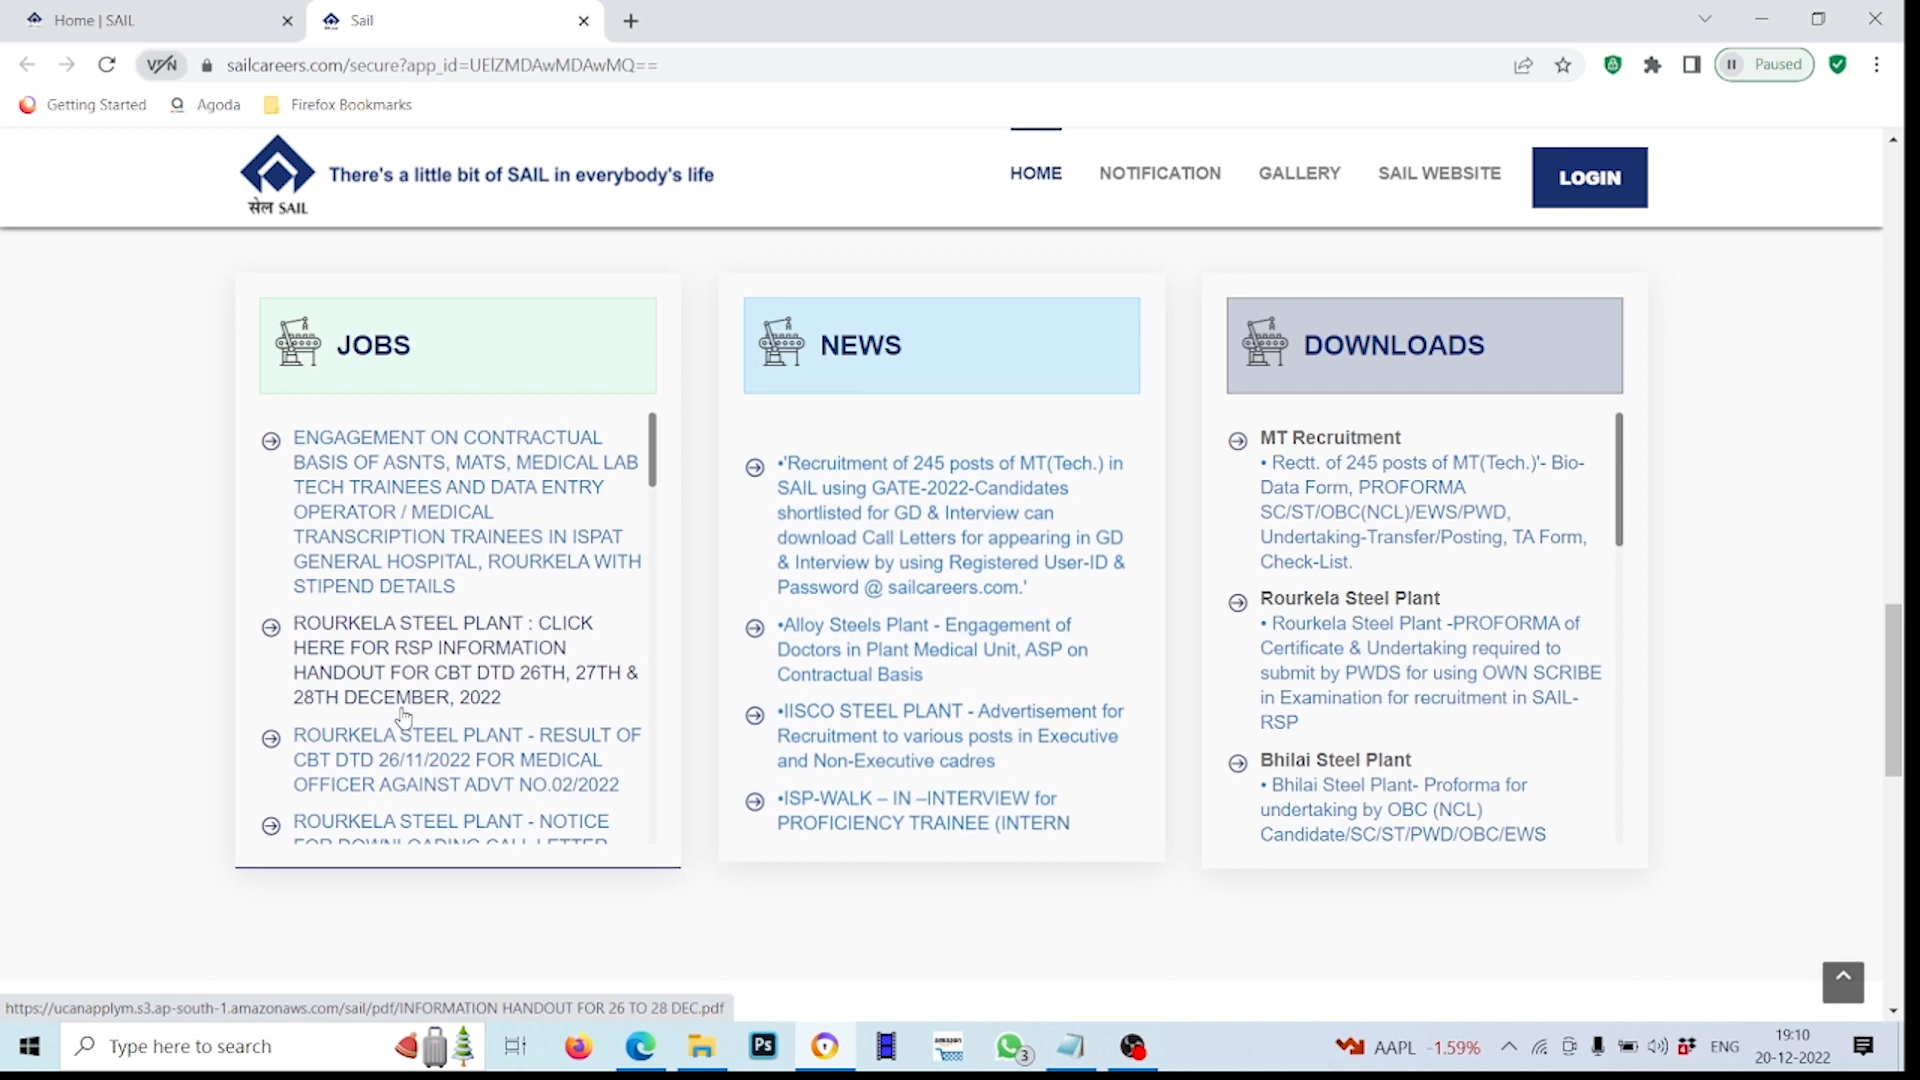 Home | SAIL
Sail
VPN
sailcareers.com/secure?app_id=UElZMDAwMDAwMQ==
Paused
Getting Started
Agoda
Firefox Bookmarks
सेल SAIL
There's a little bit of SAIL in everybody's life
HOME
NOTIFICATION
GALLERY
SAIL WEBSITE
LOGIN
JOBS
ENGAGEMENT ON CONTRACTUAL
BASIS OF ASNTS, MATS, MEDICAL LAB
TECH TRAINEES AND DATA ENTRY
OPERATOR / MEDICAL
TRANSCRIPTION TRAINEES IN ISPAT
GENERAL HOSPITAL, ROURKELA WITH
STIPEND DETAILS
ROURKELA STEEL PLANT : CLICK
HERE FOR RSP INFORMATION
HANDOUT FOR CBT DTD 26TH, 27TH &
28TH DECEMBER, 2022
ROURKELA STEEL PLANT - RESULT OF
CBT DTD 26/11/2022 FOR MEDICAL
OFFICER AGAINST ADVT NO.02/2022
ROURKELA STEEL PLANT - NOTICE
FOR DOWNLOADING CALL LETTER
NEWS
•'Recruitment of 245 posts of MT(Tech.) in
SAIL using GATE-2022-Candidates
shortlisted for GD & Interview can
download Call Letters for appearing in GD
& Interview by using Registered User-ID &
Password @ sailcareers.com.'
•Alloy Steels Plant - Engagement of
Doctors in Plant Medical Unit, ASP on
Contractual Basis
•IISCO STEEL PLANT - Advertisement for
Recruitment to various posts in Executive
and Non-Executive cadres
•ISP-WALK – IN –INTERVIEW for
PROFICIENCY TRAINEE (INTERN
DOWNLOADS
MT Recruitment
• Rectt. of 245 posts of MT(Tech.)'- Bio-
Data Form, PROFORMA
SC/ST/OBC(NCL)/EWS/PWD,
Undertaking-Transfer/Posting, TA Form,
Check-List.
Rourkela Steel Plant
• Rourkela Steel Plant -PROFORMA of
Certificate & Undertaking required to
submit by PWDS for using OWN SCRIBE
in Examination for recruitment in SAIL-
RSP
Bhilai Steel Plant
• Bhilai Steel Plant- Proforma for
undertaking by OBC (NCL)
Candidate/SC/ST/PWD/OBC/EWS
https://ucanapplym.s3.ap-south-1.amazonaws.com/sail/pdf/INFORMATION HANDOUT FOR 26 TO 28 DEC.pdf
Type here to search
Ps
amazon
3
AAPL -1.59%
ENG
19:10
20-12-2022